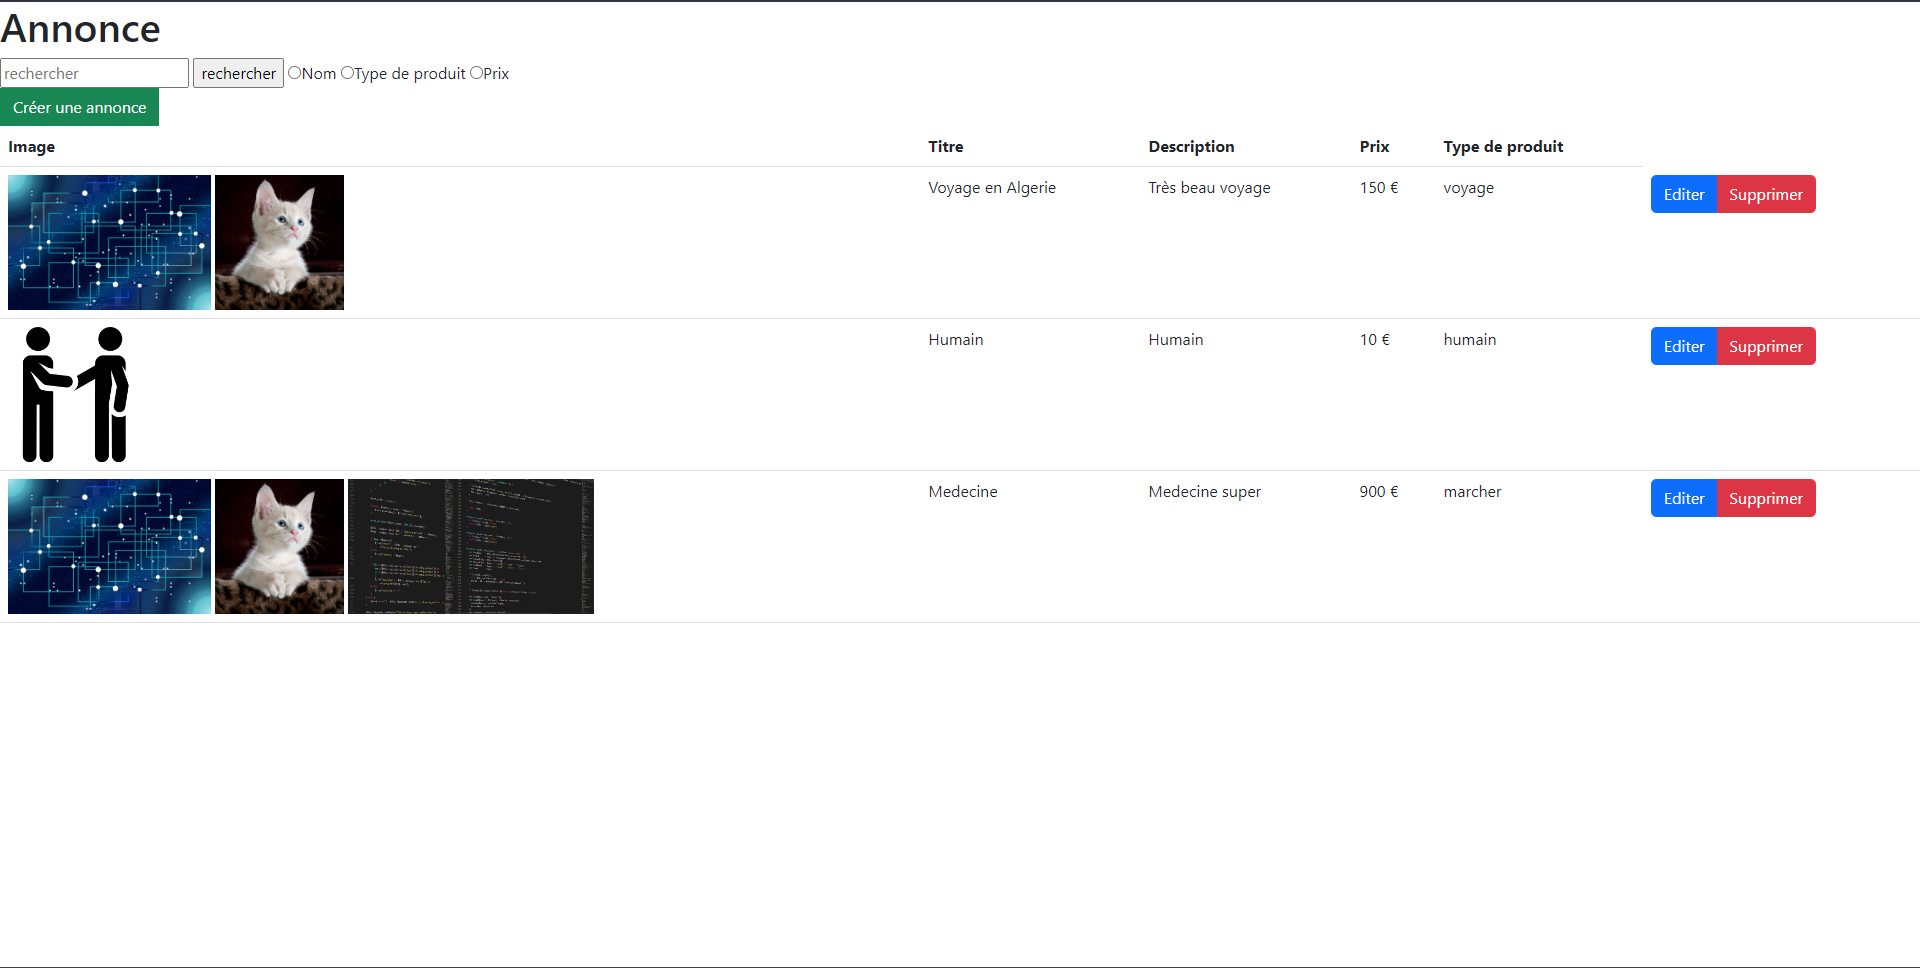 Annonce
rechercher rechercher Nom Type de produit Prix
Créer une annonce
Image Titre Description Prix Type de produit
Voyage en Algerie Très beau voyage 150 € voyage Editer Supprimer
Humain Humain 10 € humain Editer Supprimer
Medecine Medecine super 900 € marcher Editer Supprimer